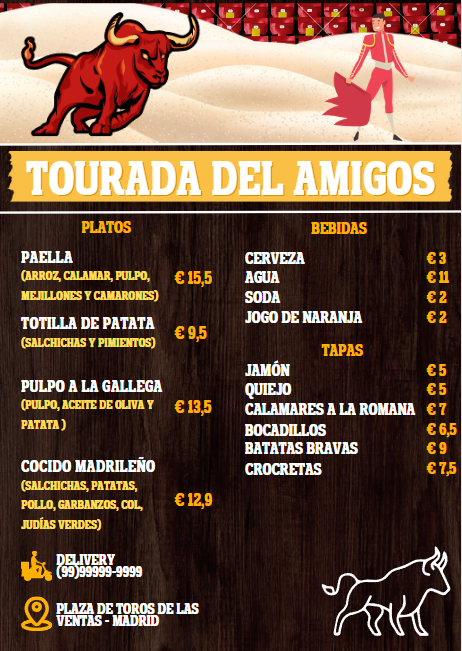 TOURADA DEL AMIGOS
PLATOS
PAELLA
(ARROZ, CALAMAR, PULPO,
MEJILLONES Y CAMARONES)
€ 15,5
TOTILLA DE PATATA
(SALCHICHAS Y PIMIENTOS)
€ 9,5
PULPO A LA GALLEGA
(PULPO, ACEITE DE OLIVA Y
PATATA )
€ 13,5
COCIDO MADRILEÑO
(SALCHICHAS, PATATAS,
POLLO, GARBANZOS, COL,
JUDÍAS VERDES)
€ 12,9
BEBIDAS
CERVEZA € 3
AGUA € 11
SODA € 2
JOGO DE NARANJA € 2
TAPAS
JAMÓN € 5
QUIEJO € 5
CALAMARES A LA ROMANA € 7
BOCADILLOS € 6,5
BATATAS BRAVAS € 9
CROCRETAS € 7,5
DELIVERY
(99)99999-9999
PLAZA DE TOROS DE LAS
VENTAS - MADRID